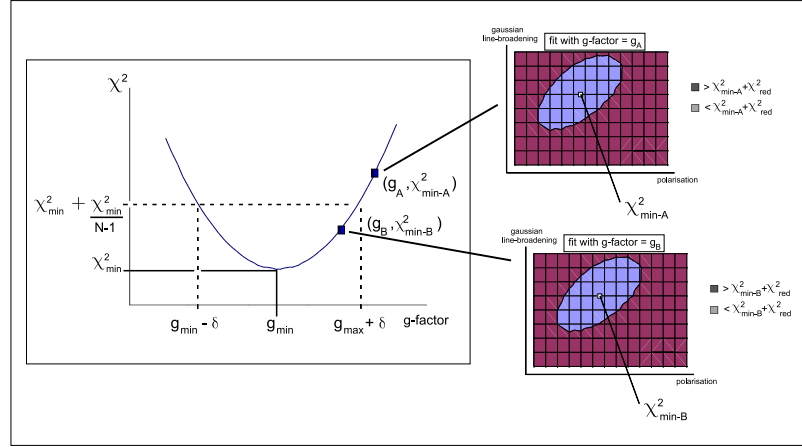 χ²
χ²min + χ²min
N-1
χ²min
(gA, χ²min-A)
(gB, χ²min-B)
gmin – δ
gmin
gmax + δ
g-factor
gaussian
line-broadening
fit with g-factor = gA
> χ²min-A + χ²red
< χ²min-A + χ²red
polarisation
χ²min-A
gaussian
line-broadening
fit with g-factor = gB
> χ²min-B + χ²red
< χ²min-B + χ²red
polarisation
χ²min-B